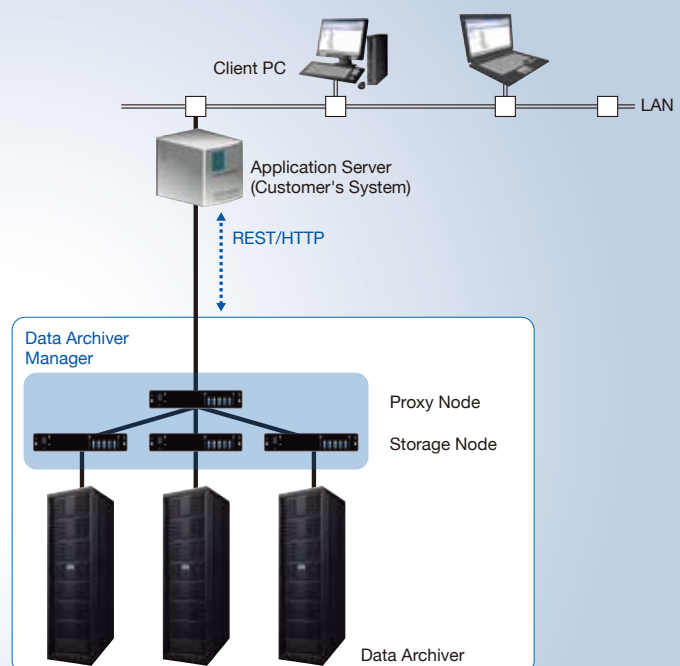 Client PC
LAN
Application Server
(Customer's System)
REST/HTTP
Data Archiver
Manager
Proxy Node
Storage Node
Data Archiver